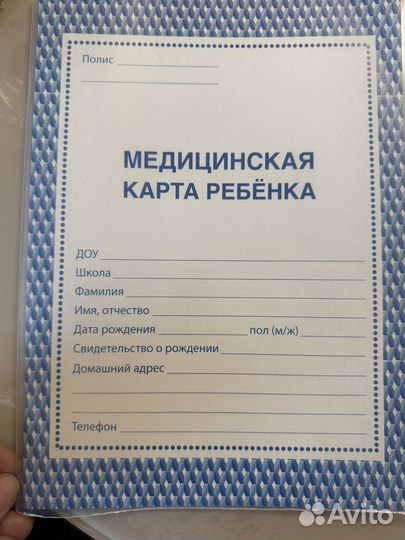 Полис
МЕДИЦИНСКАЯ
КАРТА РЕБЁНКА
ДОУ
Школа
Фамилия
Имя, отчество
Дата рождения пол (м/ж)
Свидетельство о рождении
Домашний адрес
Телефон
Avito